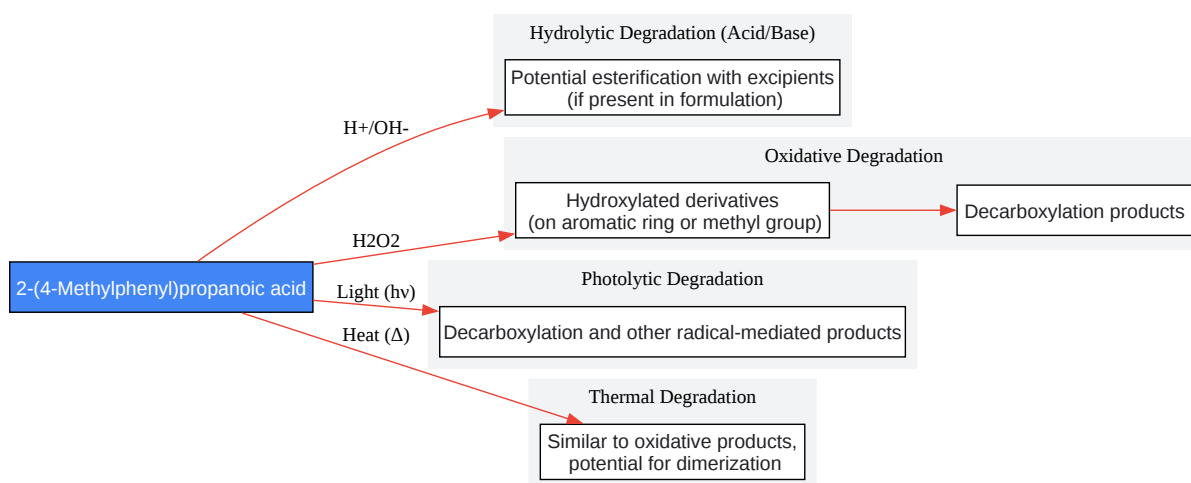 Hydrolytic Degradation (Acid/Base)
Potential esterification with excipients
(if present in formulation)
H+/OH-
Oxidative Degradation
Hydroxylated derivatives
(on aromatic ring or methyl group)
Decarboxylation products
H2O2
2-(4-Methylphenyl)propanoic acid
Photolytic Degradation
Light (hν)
Decarboxylation and other radical-mediated products
Heat (Δ)
Thermal Degradation
Similar to oxidative products,
potential for dimerization